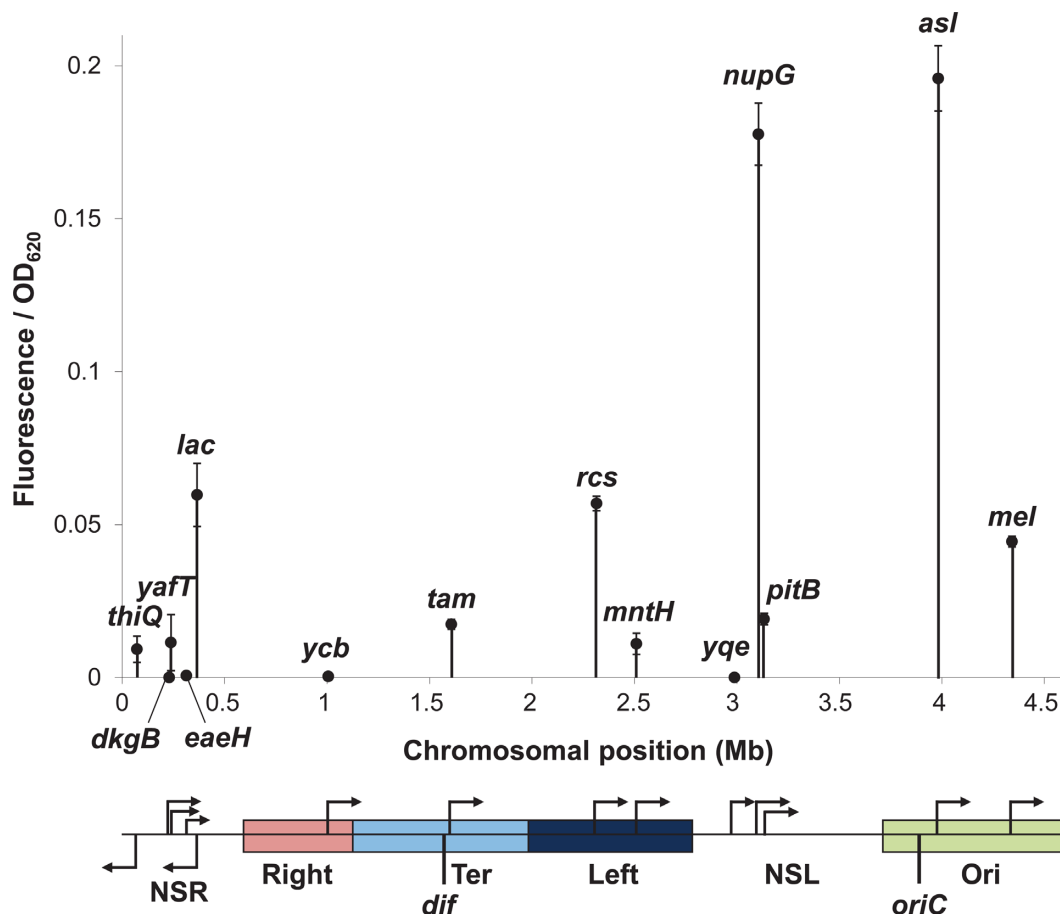 Fluorescence / OD620
0.2
0.15
0.1
0.05
0
asl
nupG
lac
rcs
mel
yafT
thiQ
tam
mntH
pitB
ycb
yqe
0 0.5 1 1.5 2 2.5 3 3.5 4 4.5
dkgB eaeH
Chromosomal position (Mb)
NSR Right Ter Left NSL Ori
dif oriC